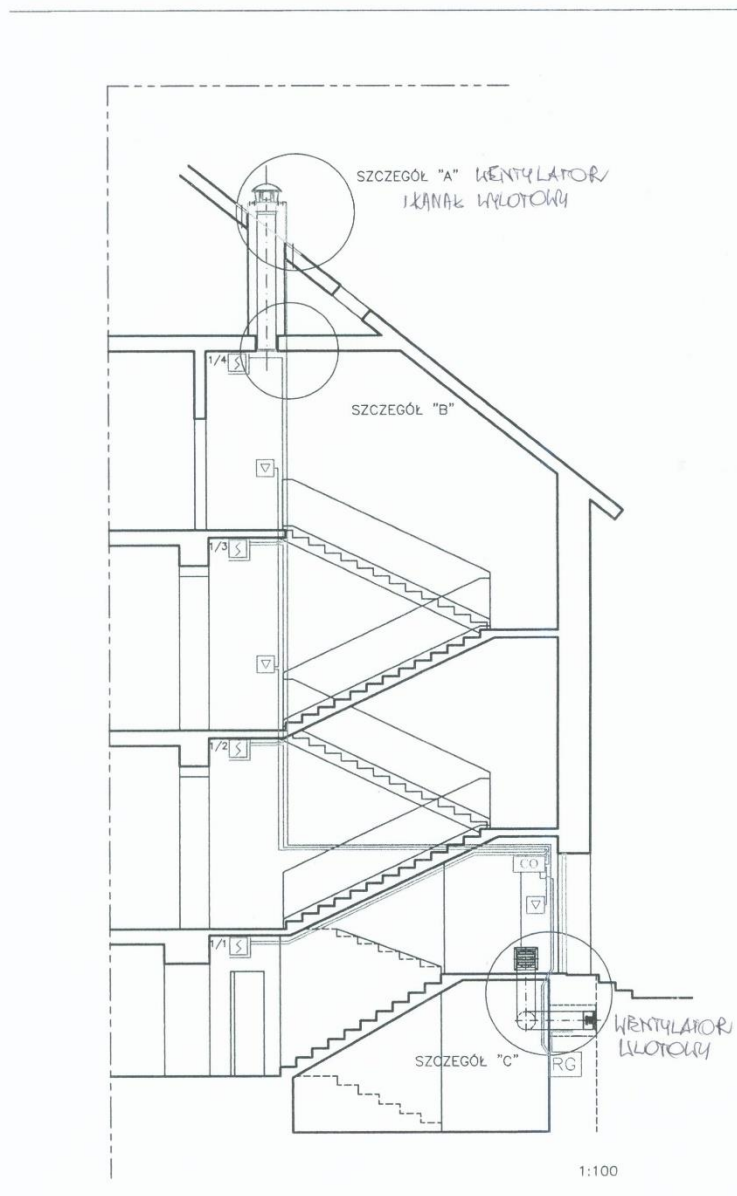 SZCZEGÓŁ "A" WENTYLATOR
I KANAŁ WYLOTOWY
1/4
SZCZEGÓŁ "B"
1/3
1/2
CO
1/1
WENTYLATOR
WLOTOWY
SZCZEGÓŁ "C"
RG
1:100